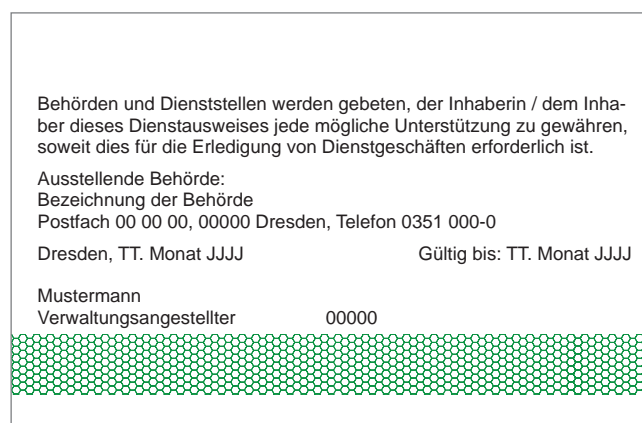 Behörden und Dienststellen werden gebeten, der Inhaberin / dem Inha-
ber dieses Dienstausweises jede mögliche Unterstützung zu gewähren,
soweit dies für die Erledigung von Dienstgeschäften erforderlich ist.
Ausstellende Behörde:
Bezeichnung der Behörde
Postfach 00 00 00, 00000 Dresden, Telefon 0351 000-0
Dresden, TT. Monat JJJJ Gültig bis: TT. Monat JJJJ
Mustermann
Verwaltungsangestellter 00000